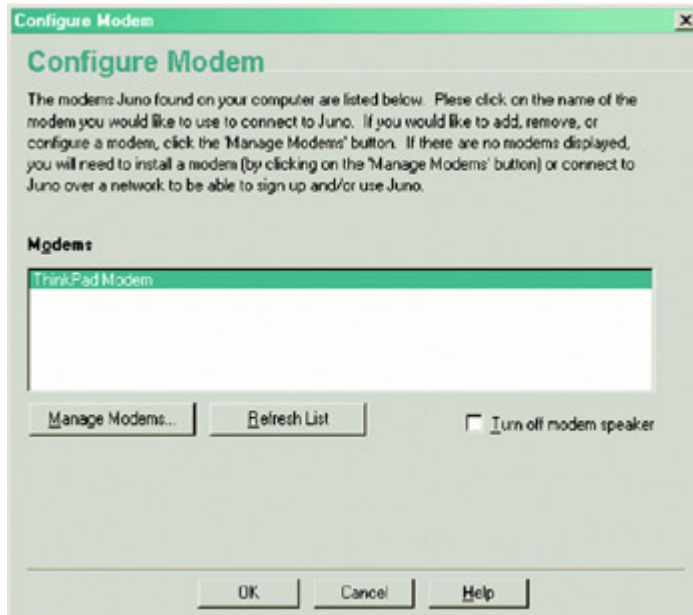 Configure Modem
Configure Modem
The modems Juno found on your computer are listed below. Plese click on the name of the
modem you would like to use to connect to Juno. If you would like to add, remove, or
configure a modem, click the 'Manage Modems' button. If there are no modems displayed,
you will need to install a modem (by clicking on the 'Manage Modems' button) or connect to
Juno over a network to be able to sign up and/or use Juno.
Modems
ThinkPad Modem
Manage Modems...
Refresh List
Turn off modem speaker
OK
Cancel
Help